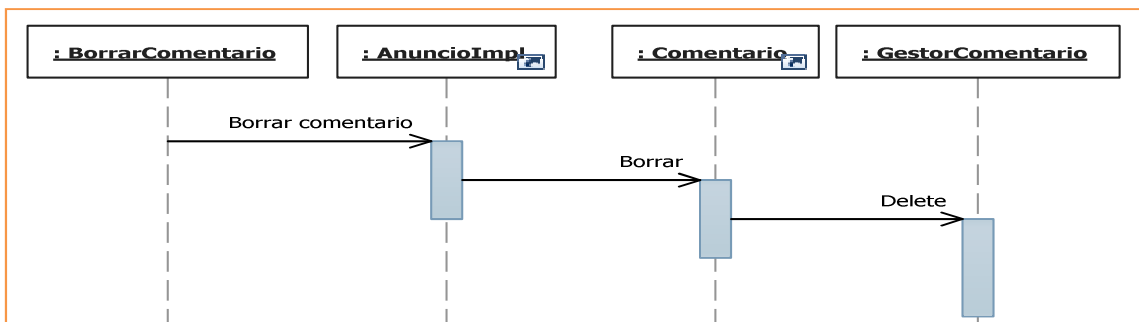 : BorrarComentario
: AnuncioImpl
: Comentario
: GestorComentario
Borrar comentario
Borrar
Delete